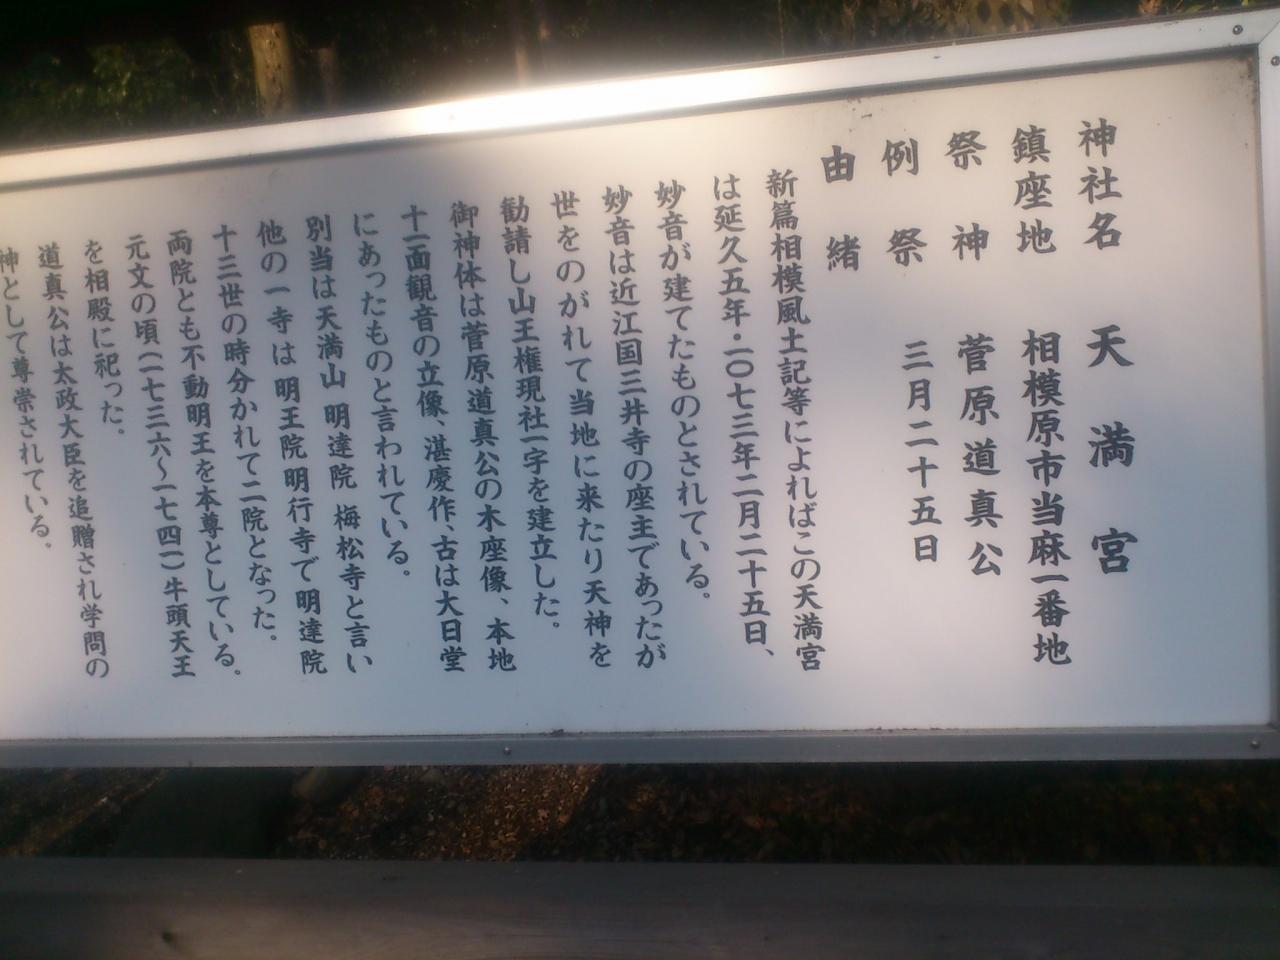 神社名 天満宮
鎮座地 相模原市当麻一番地
祭神 菅原道真公
例祭 三月二十五日
由緒
新篇相模風土記等によればこの天満宮
は延久五年・一〇七三年二月二十五日、
妙音が建てたものとされている。
妙音は近江国三井寺の座主であったが
世をのがれて当地に来たり天神を
勧請し山王権現社一宇を建立した。
御神体は菅原道真公の木座像、本地
十一面観音の立像、湛慶作、古は大日堂
にあったものと言われている。
別当は天満山 明達院 梅松寺と言い
他の一寺は 明王院明行寺で明達院
十三世の時分かれて二院となった。
両院とも不動明王を本尊としている。
元文の頃(一七三六～一七四一)牛頭天王
を相殿に祀った。
道真公は太政大臣を追贈され学問の
神として尊崇されている。